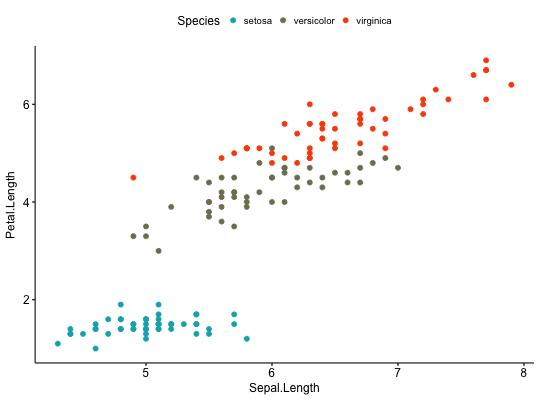 Species setosa versicolor virginica
Petal.Length
6
4
2
5 6 7 8
Sepal.Length